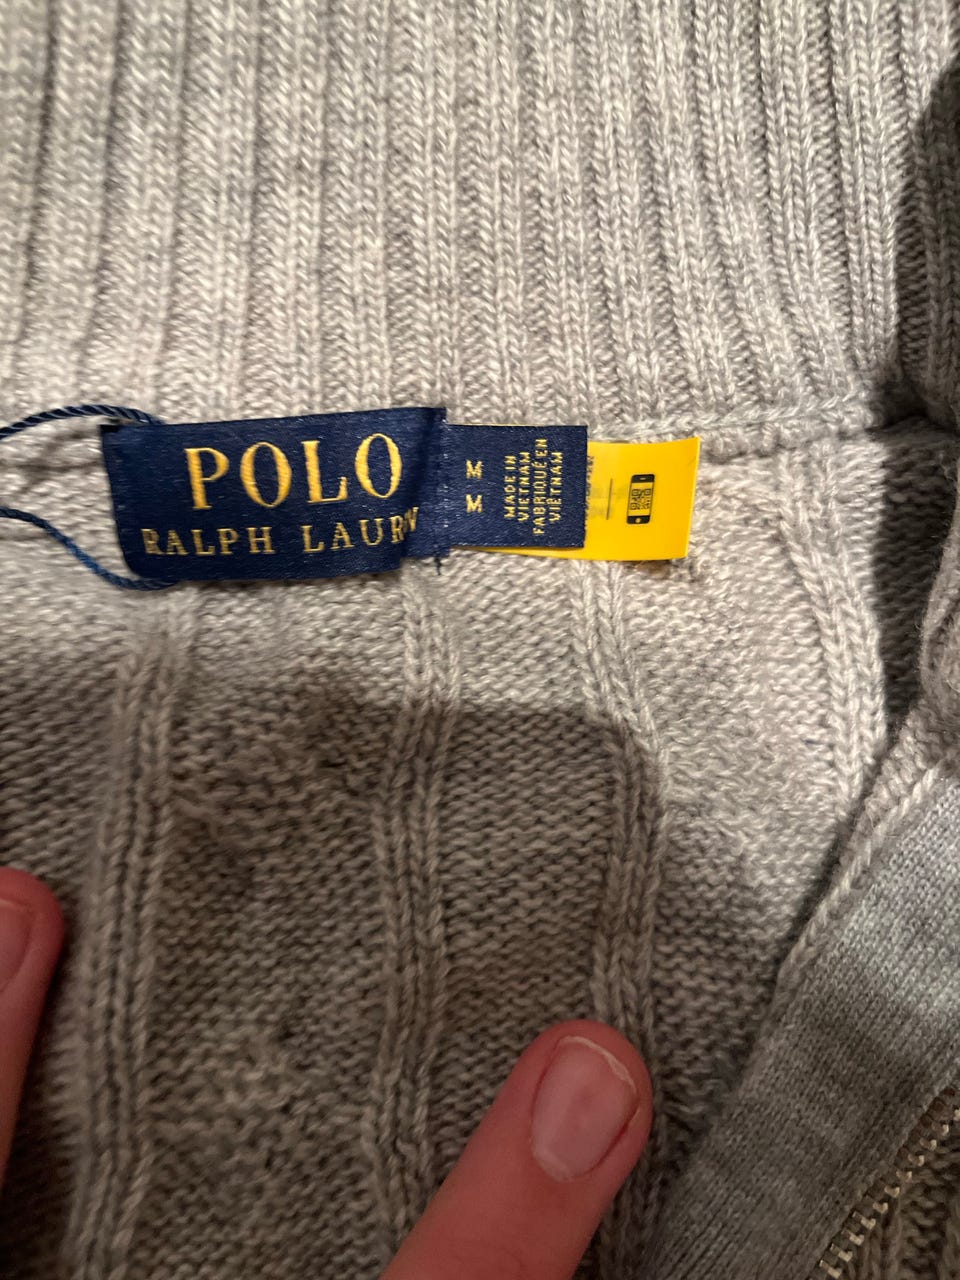 POLO
RALPH LAUR
M
M
MADE IN
VIETNAM
FABRIQUÉ EN
VIETNAM